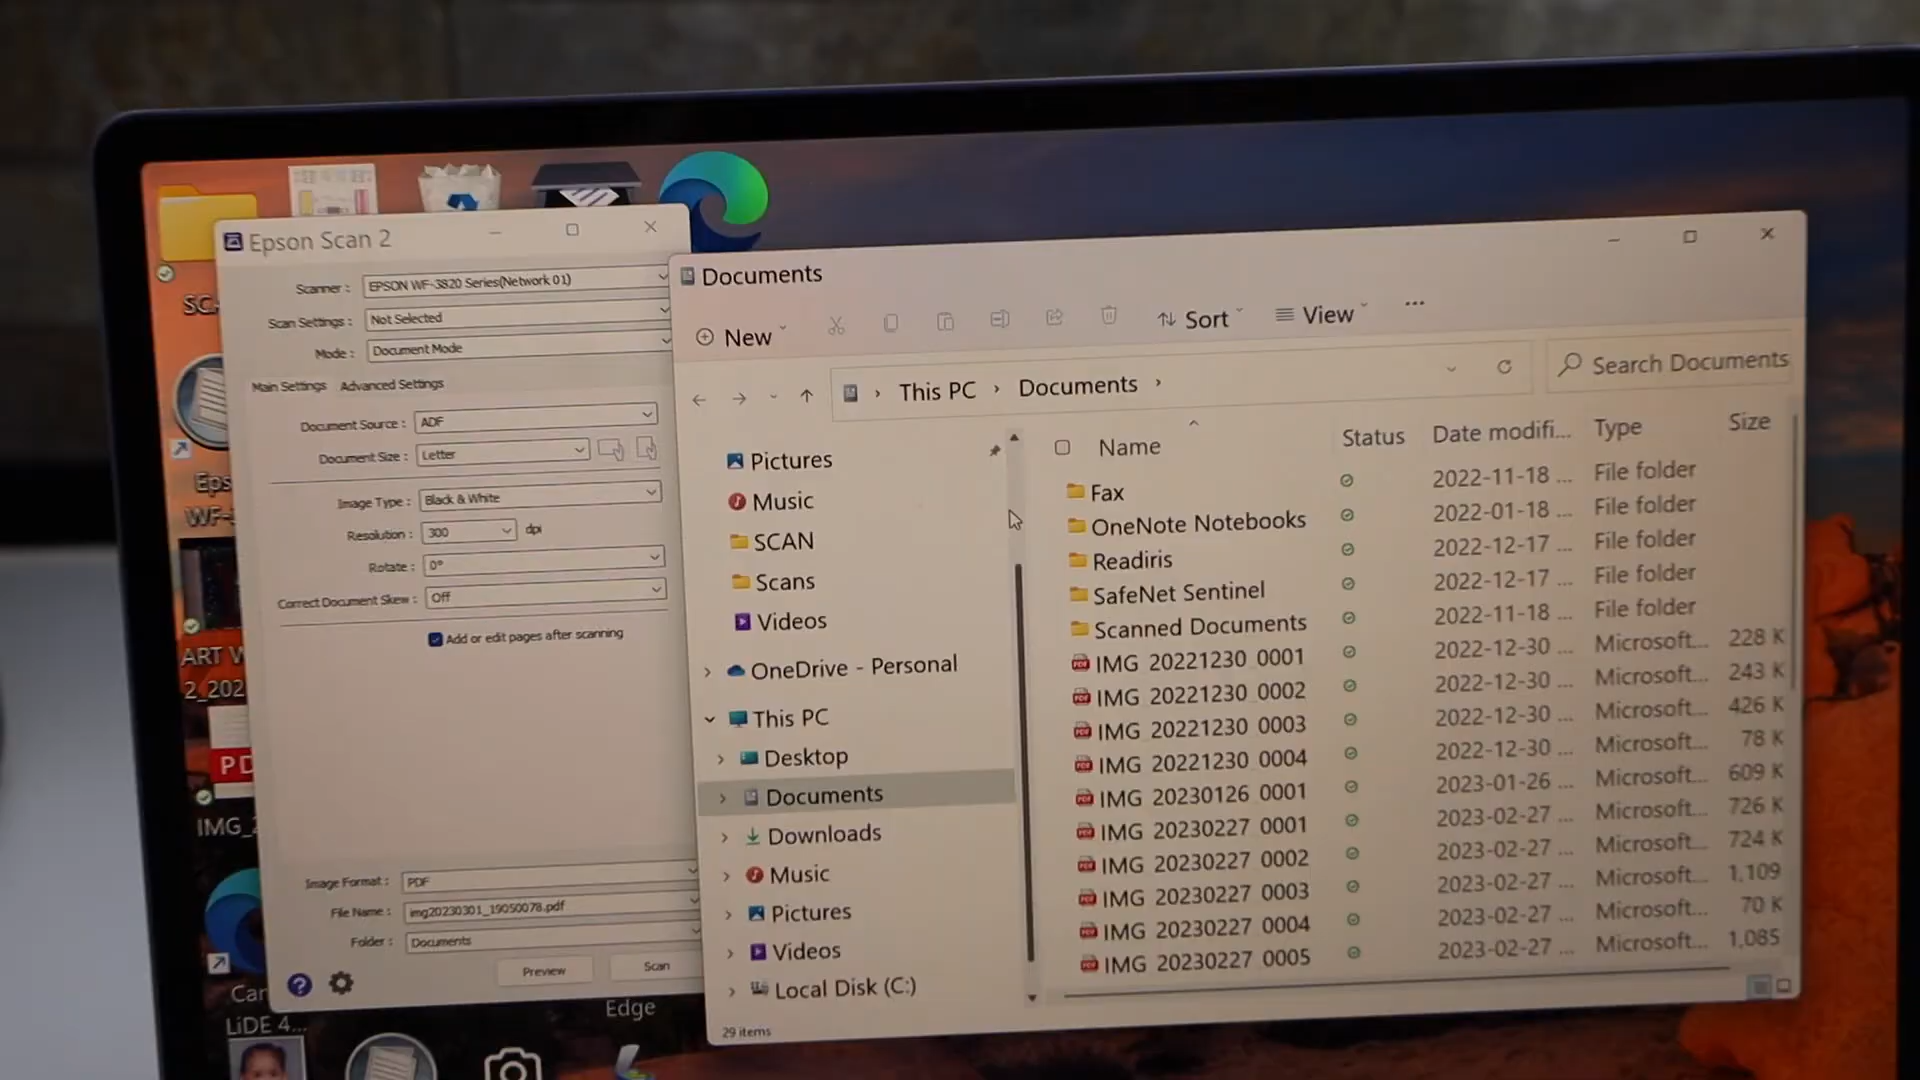 Epson Scan 2
Scanner : EPSON WF-3820 Series(Network 01)
Scan Settings : Not Selected
Mode : Document Mode
Main Settings Advanced Settings
Document Source : ADF
Document Size : Letter
Image Type : Black & White
Resolution : 300 dpi
Rotate : 0°
Correct Document Skew : Off
Add or edit pages after scanning
Image Format : PDF
File Name : img20230301_19050078.pdf
Folder : Documents
Preview Scan
Documents
New Sort View ...
This PC › Documents › Search Documents
Pictures
Music
SCAN
Scans
Videos
OneDrive - Personal
This PC
Desktop
Documents
Downloads
Music
Pictures
Videos
Local Disk (C:)
29 items
Name Status Date modifi... Type Size
Fax 2022-11-18 ... File folder
OneNote Notebooks 2022-01-18 ... File folder
Readiris 2022-12-17 ... File folder
SafeNet Sentinel 2022-12-17 ... File folder
Scanned Documents 2022-11-18 ... File folder
IMG 20221230 0001 2022-12-30 ... Microsoft... 228 K
IMG 20221230 0002 2022-12-30 ... Microsoft... 243 K
IMG 20221230 0003 2022-12-30 ... Microsoft... 426 K
IMG 20221230 0004 2022-12-30 ... Microsoft... 78 K
IMG 20230126 0001 2023-01-26 ... Microsoft... 609 K
IMG 20230227 0001 2023-02-27 ... Microsoft... 726 K
IMG 20230227 0002 2023-02-27 ... Microsoft... 724 K
IMG 20230227 0003 2023-02-27 ... Microsoft... 1,109
IMG 20230227 0004 2023-02-27 ... Microsoft... 70 K
IMG 20230227 0005 2023-02-27 ... Microsoft... 1,085
Edge
ART W
2_202
PD
IMG_
LiDE 4...